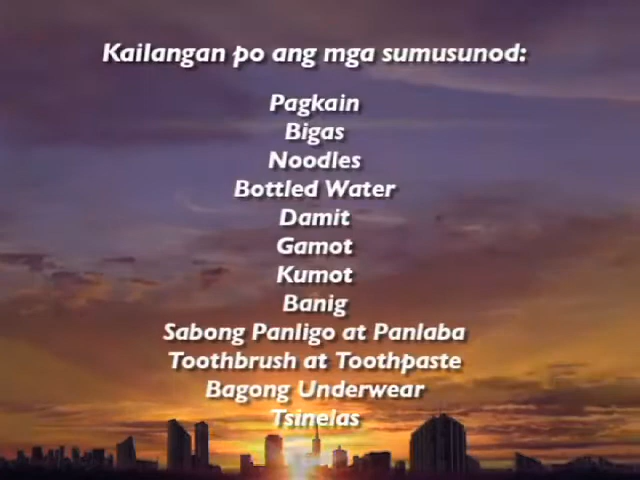 Kailangan po ang mga sumusunod:
Pagkain
Bigas
Noodles
Bottled Water
Damit
Gamot
Kumot
Banig
Sabong Panligo at Panlaba
Toothbrush at Toothpaste
Bagong Underwear
Tsinelas